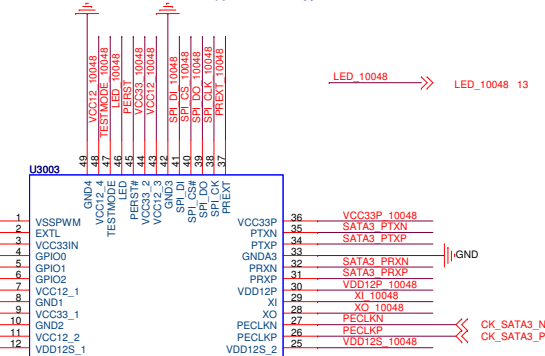 LED_10048
LED_10048 13
VCC12_10048
TESTMODE_10048
LED_10048
PERST
VCC33_10048
VCC12_10048
SPI_DI_10048
SPI_CS_10048
SPI_DO_10048
SPI_CLK_10048
PREXT_10048
49 48 47 46 45 44 43 42 41 40 39 38 37
U3003
GND4
VCC12_4
TESTMODE
LED
PERST#
VCC33_2
VCC12_3
GND3
SPI_DI
SPI_CS#
SPI_DO
SPI_CK
PREXT
1 VSSPWM
2 EXTL
3 VCC33IN
4 GPIO0
5 GPIO1
6 GPIO2
7 VCC12_1
8 GND1
9 VCC33_1
10 GND2
11 VCC12_2
12 VDD12S_1
VCC33P 36 VCC33P_10048
PTXN 35 SATA3_PTXN
PTXP 34 SATA3_PTXP
GNDA3 33 GND
PRXN 32 SATA3_PRXN
PRXP 31 SATA3_PRXP
VDD12P 30 VDD12P_10048
XI 29 XI_10048
XO 28 XO_10048
PECLKN 27 PECLKN CK_SATA3_N
PECLKP 26 PECLKP CK_SATA3_P
VDD12S_2 25 VDD12S_10048